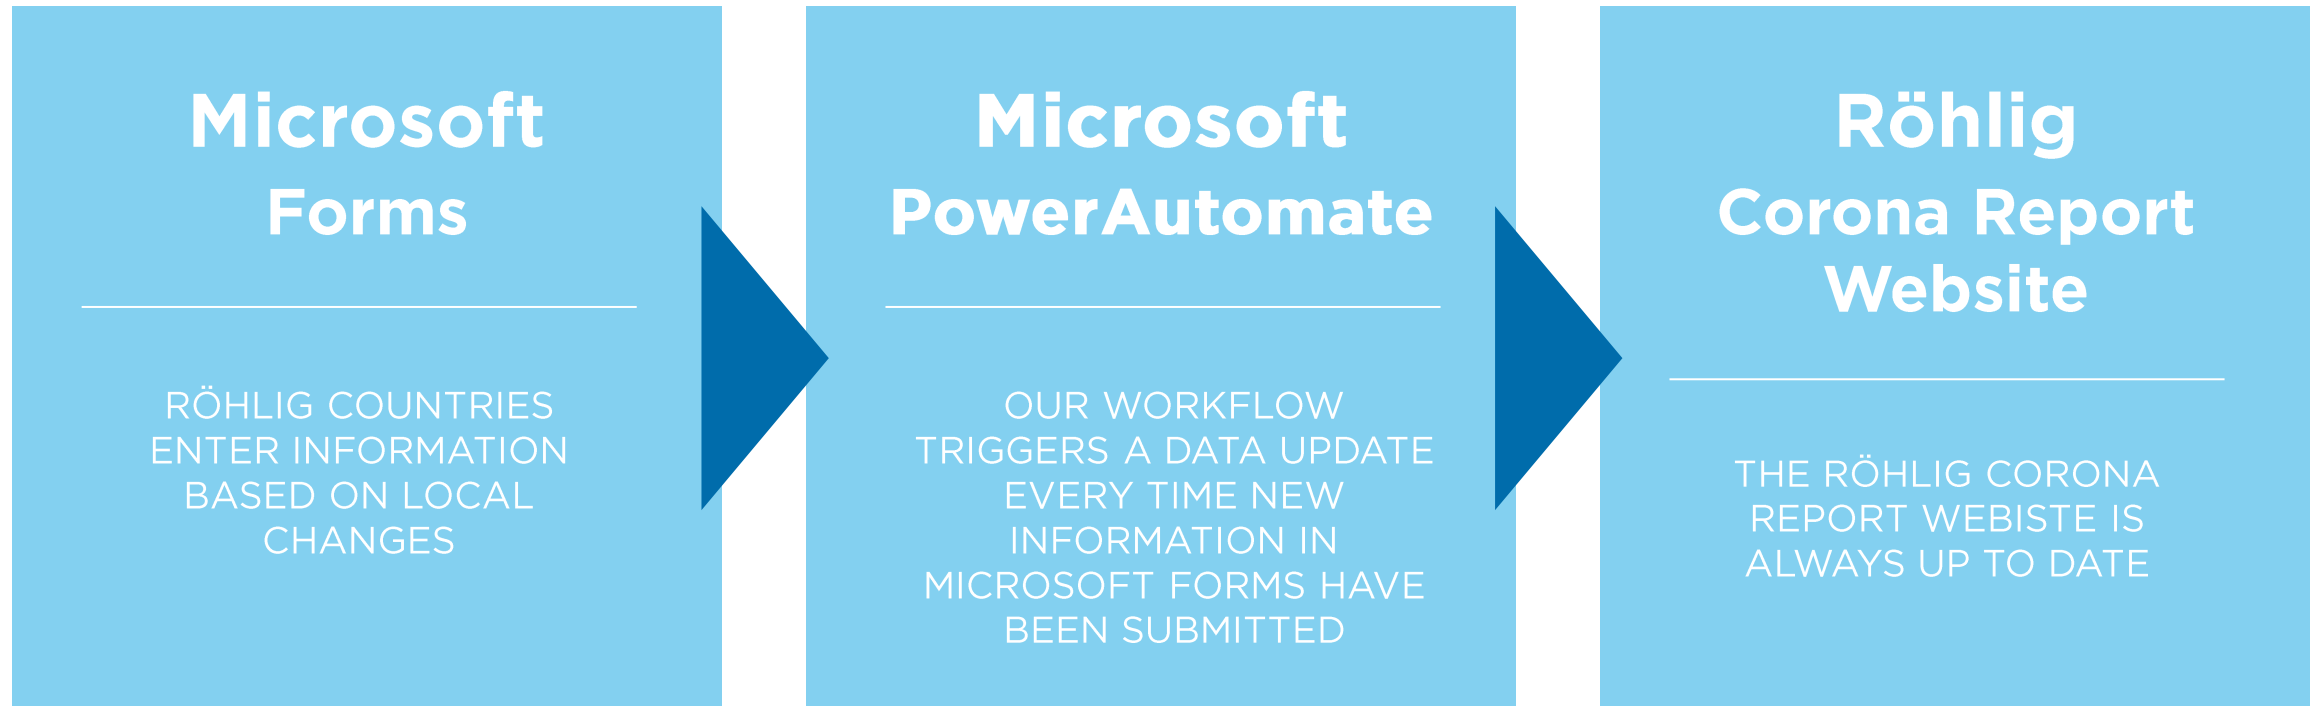 Microsoft
Forms
RÖHLIG COUNTRIES
ENTER INFORMATION
BASED ON LOCAL
CHANGES
Microsoft
PowerAutomate
OUR WORKFLOW
TRIGGERS A DATA UPDATE
EVERY TIME NEW
INFORMATION IN
MICROSOFT FORMS HAVE
BEEN SUBMITTED
Röhlig
Corona Report
Website
THE RÖHLIG CORONA
REPORT WEBISTE IS
ALWAYS UP TO DATE